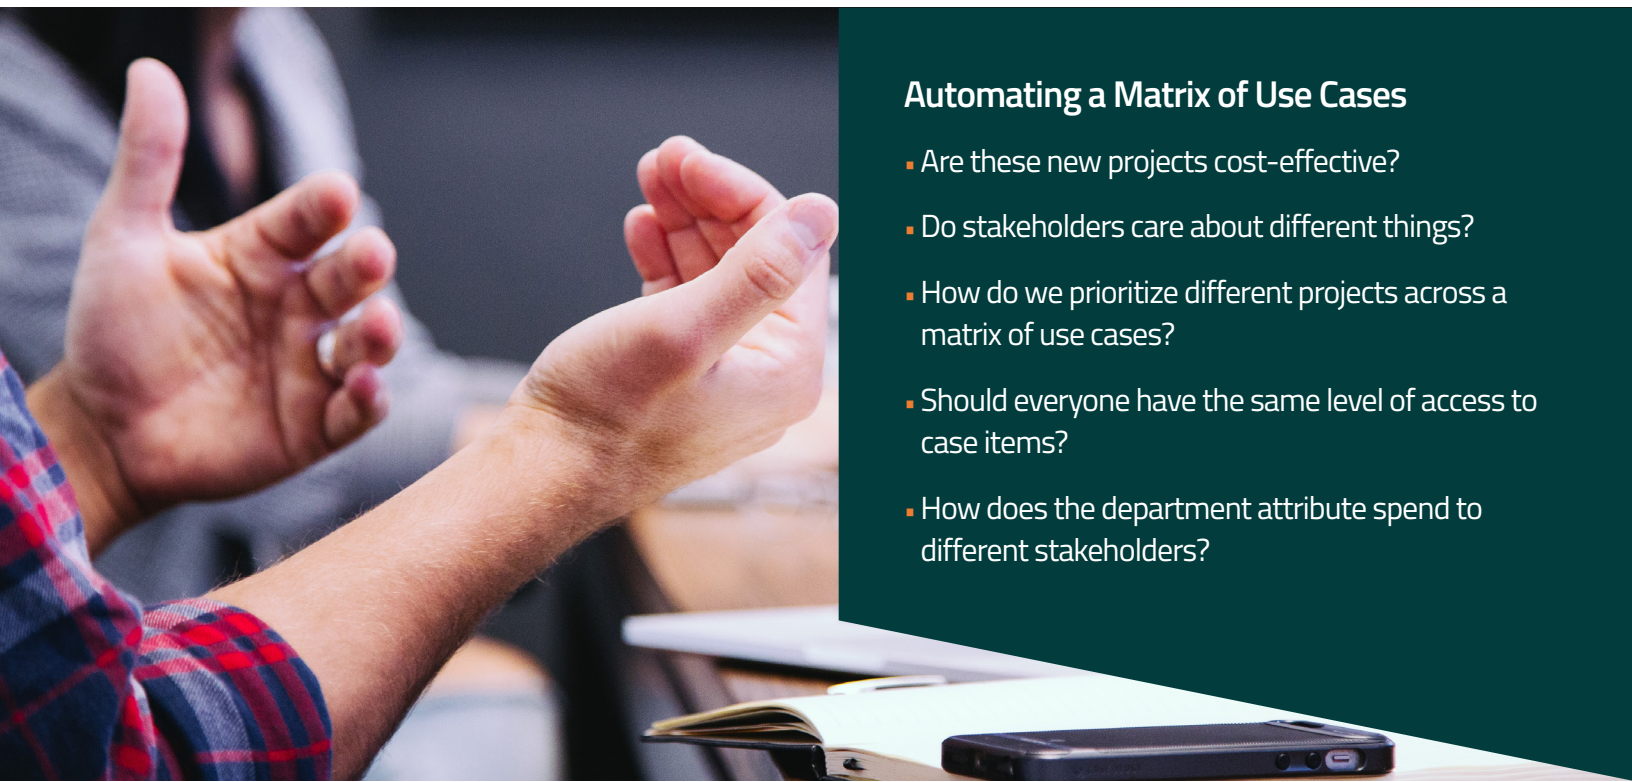 Automating a Matrix of Use Cases
▪ Are these new projects cost-effective?
▪ Do stakeholders care about different things?
▪ How do we prioritize different projects across a
matrix of use cases?
▪ Should everyone have the same level of access to
case items?
▪ How does the department attribute spend to
different stakeholders?